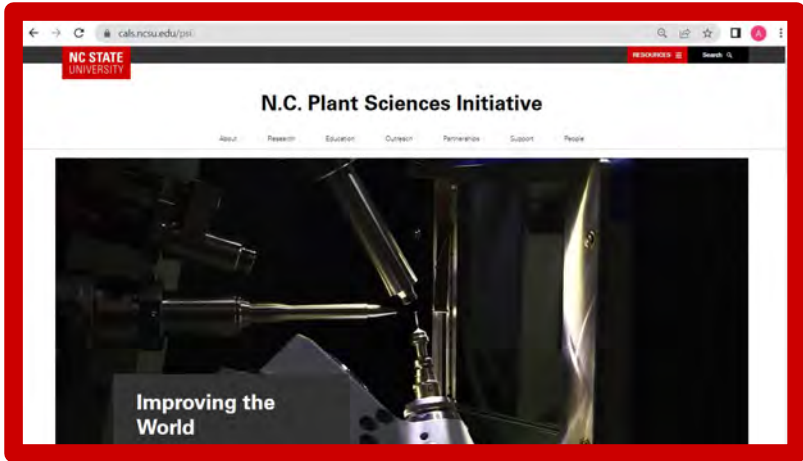 cals.ncsu.edu/psi
A
NC STATE
UNIVERSITY
RESOURCES
Search
N.C. Plant Sciences Initiative
About Research Education Outreach Partnerships Support People
Improving the
World